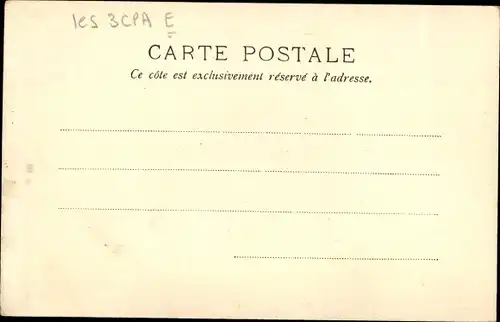 les 3CPA E
CARTE POSTALE
Ce côte est exclusivement réservé à l'adresse.